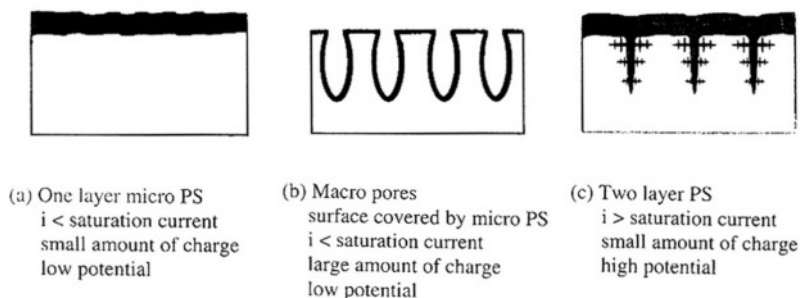 (a) One layer micro PS
i < saturation current
small amount of charge
low potential
(b) Macro pores
surface covered by micro PS
i < saturation current
large amount of charge
low potential
(c) Two layer PS
i > saturation current
small amount of charge
high potential